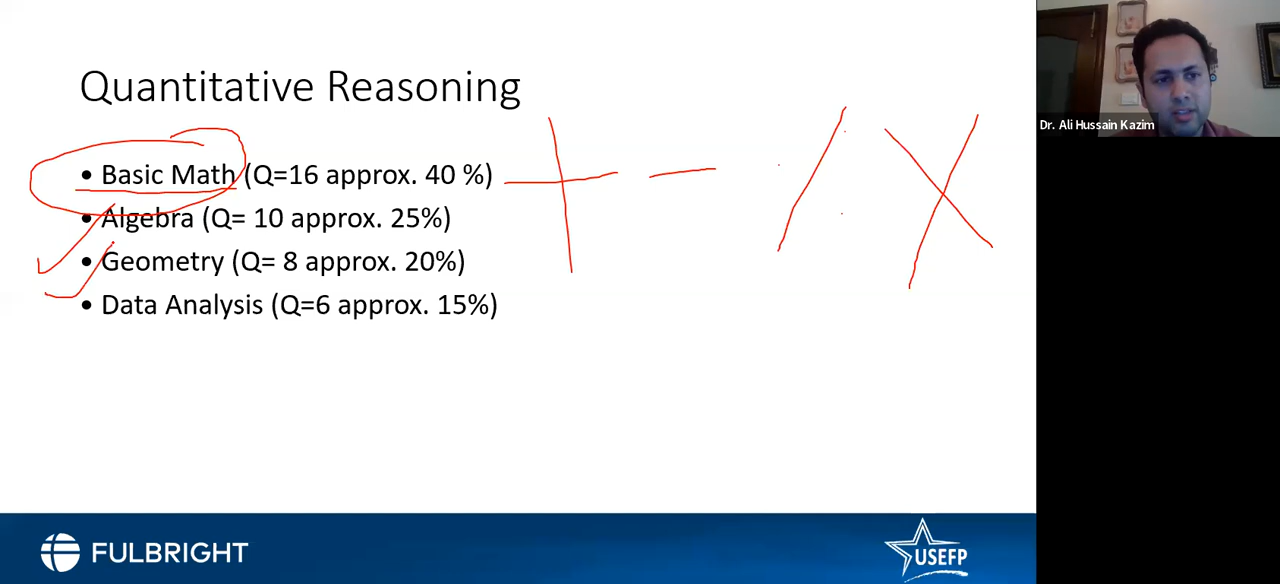 Quantitative Reasoning
• Basic Math (Q=16 approx. 40 %)
• Algebra (Q= 10 approx. 25%)
• Geometry (Q= 8 approx. 20%)
• Data Analysis (Q=6 approx. 15%)
+ − / X
Dr. Ali Hussain Kazim
FULBRIGHT
USEFP